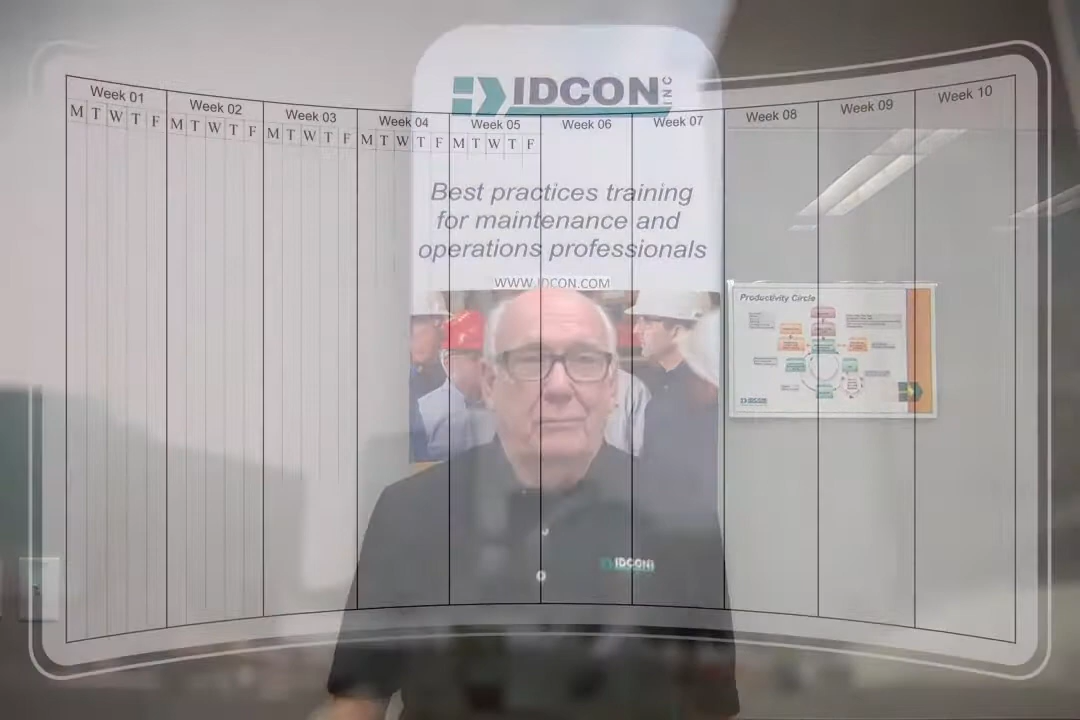 IDCON INC
Week 01 Week 02 Week 03 Week 04 Week 05 Week 06 Week 07 Week 08 Week 09 Week 10
M T W T F M T W T F M T W T F M T W T F M T W T F
Best practices training
for maintenance and
operations professionals
WWW.IDCON.COM
Productivity Circle
IDCON
IDCON